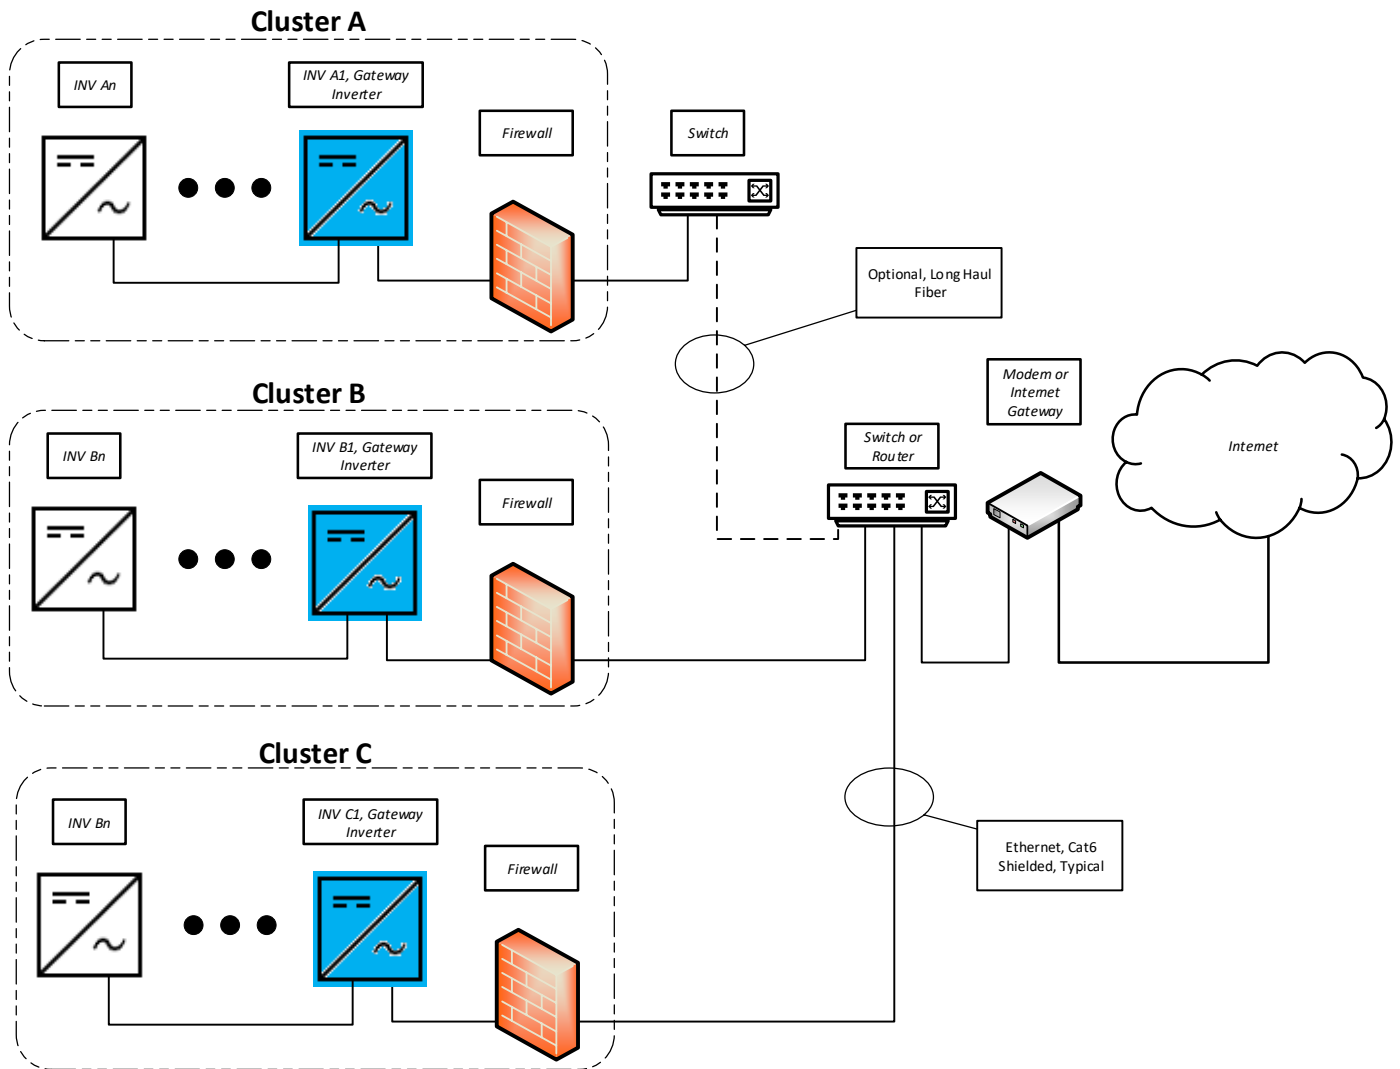 Cluster A
INV An
INV A1, Gateway
Inverter
Firewall
Switch
Optional, Long Haul
Fiber
Cluster B
INV Bn
INV B1, Gateway
Inverter
Firewall
Switch or
Router
Modem or
Internet
Gateway
Internet
Cluster C
INV Bn
INV C1, Gateway
Inverter
Firewall
Ethernet, Cat6
Shielded, Typical